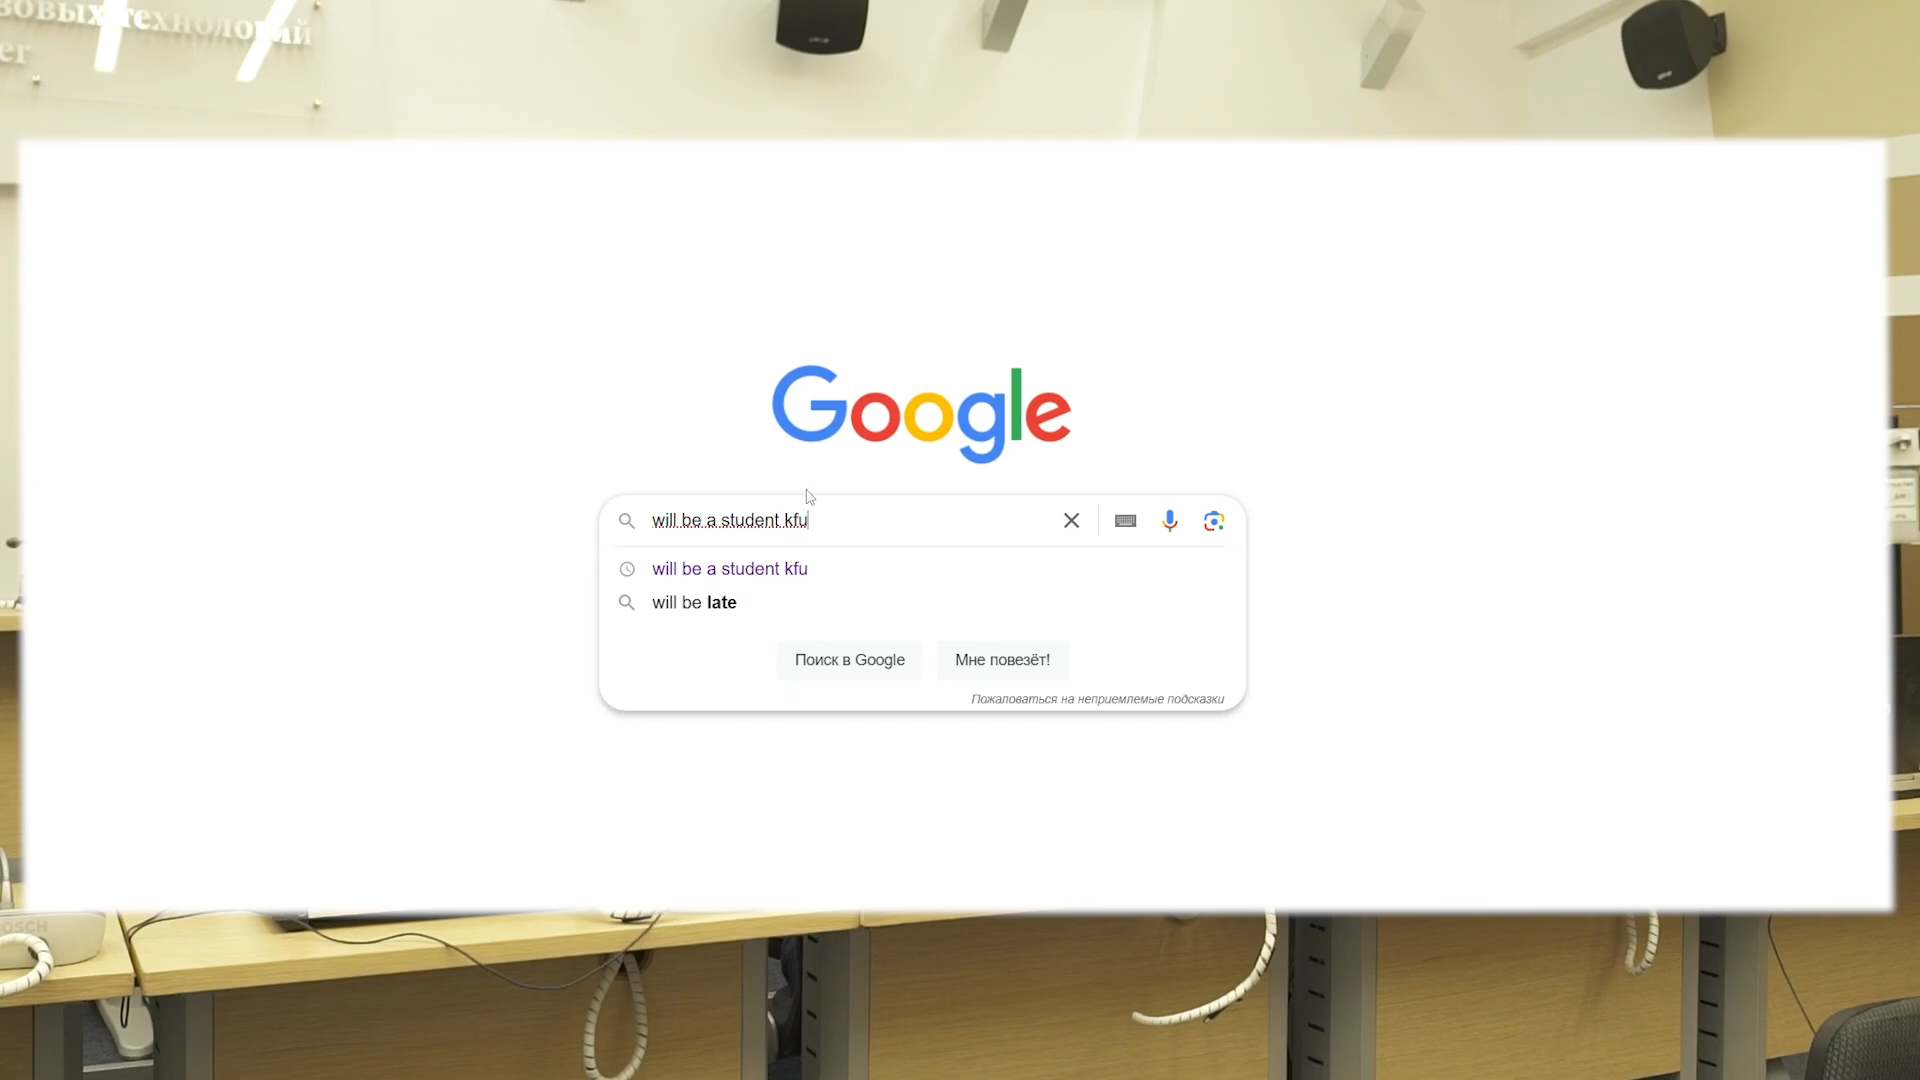 технологий
Google
will be a student kfu
will be a student kfu
will be late
Поиск в Google
Мне повезёт!
Пожаловаться на неприемлемые подсказки